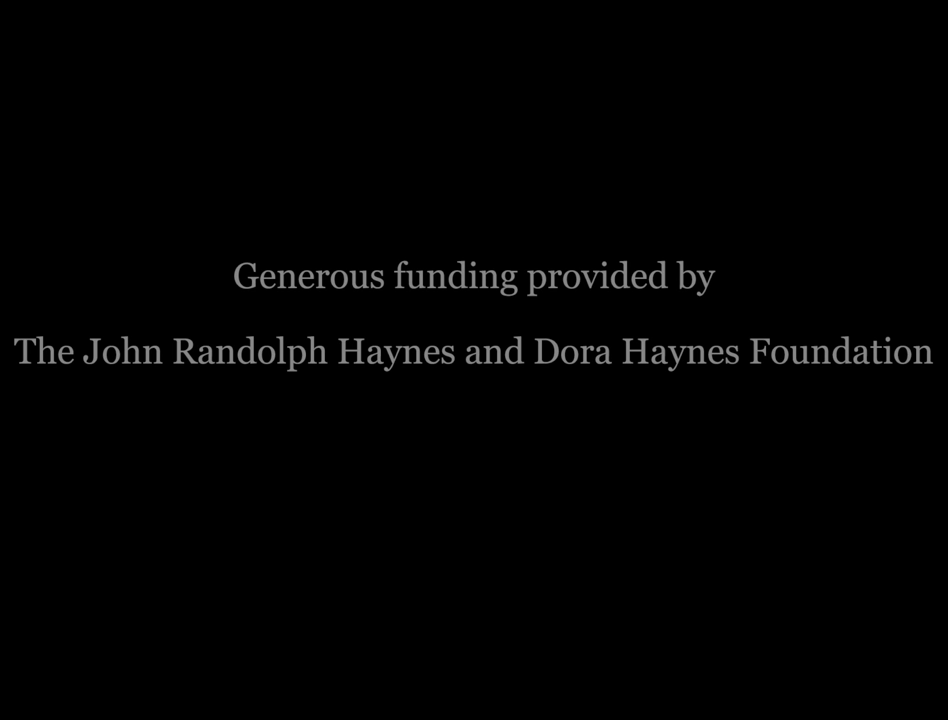 Generous funding provided by
The John Randolph Haynes and Dora Haynes Foundation